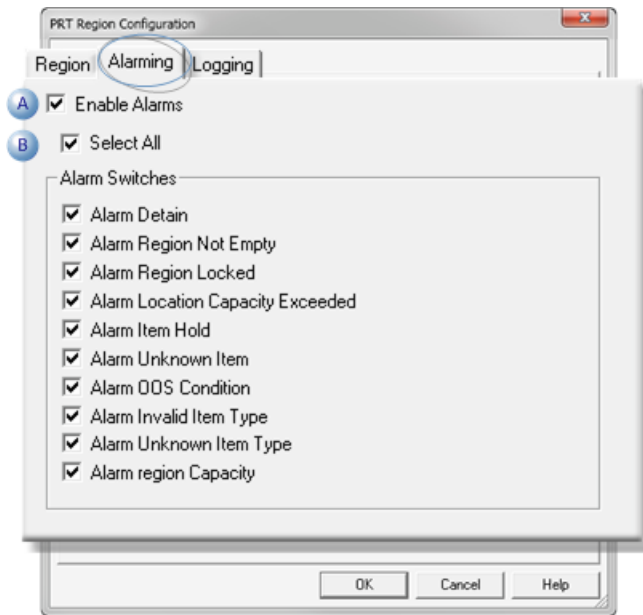 PRT Region Configuration
Region Alarming Logging
A Enable Alarms
B Select All
Alarm Switches
Alarm Detain
Alarm Region Not Empty
Alarm Region Locked
Alarm Location Capacity Exceeded
Alarm Item Hold
Alarm Unknown Item
Alarm OOS Condition
Alarm Invalid Item Type
Alarm Unknown Item Type
Alarm region Capacity
OK Cancel Help